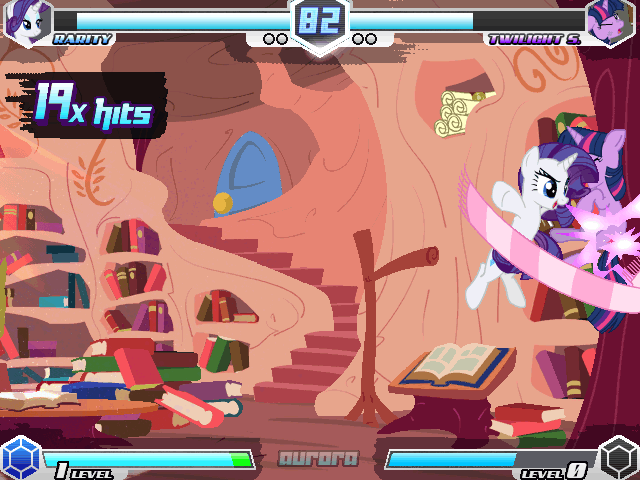 82
RARITY
TWILIGHT S.
19x hits
aurora
1 LEVEL
LEVEL 0